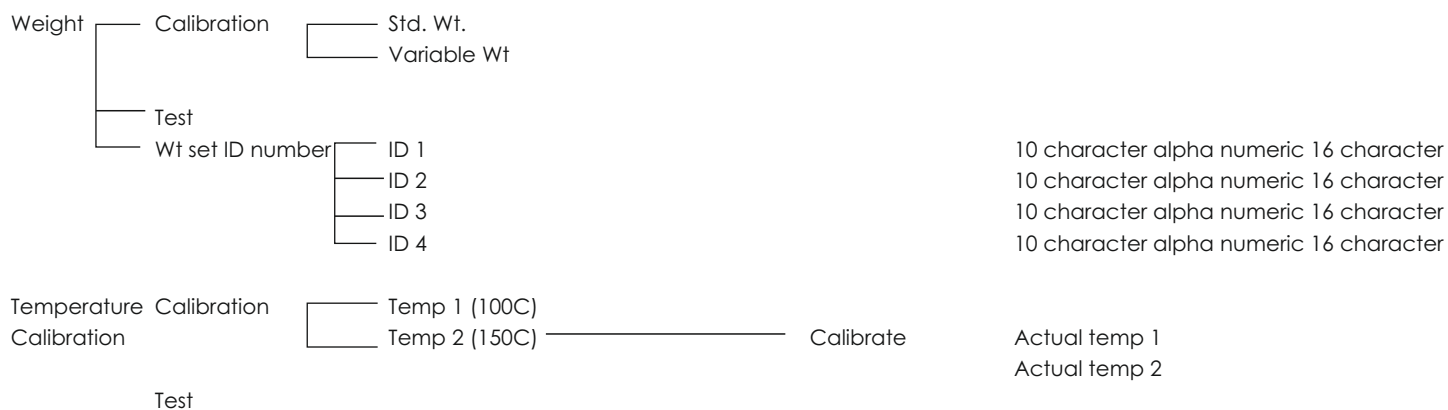 Weight Calibration Std. Wt.
Variable Wt
Test
Wt set ID number ID 1 10 character alpha numeric 16 character
ID 2 10 character alpha numeric 16 character
ID 3 10 character alpha numeric 16 character
ID 4 10 character alpha numeric 16 character
Temperature Calibration Temp 1 (100C)
Calibration Temp 2 (150C) Calibrate Actual temp 1
Actual temp 2
Test